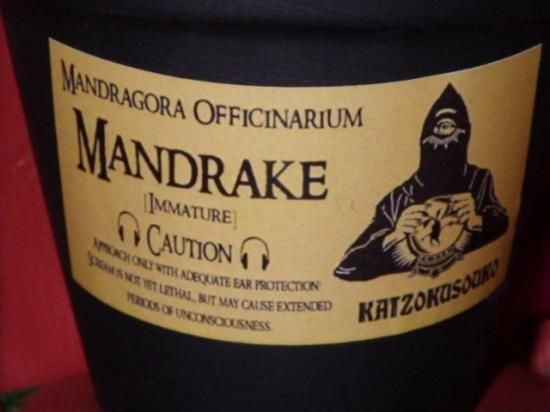 MANDRAGORA OFFICINARIUM
MANDRAKE
[IMMATURE]
CAUTION
APPROACH ONLY WITH ADEQUATE EAR PROTECTION!
SCREAM IS NOT YET LETHAL, BUT MAY CAUSE EXTENDED
PERIODS OF UNCONSCIOUSNESS.
KATZOKUSOUKO